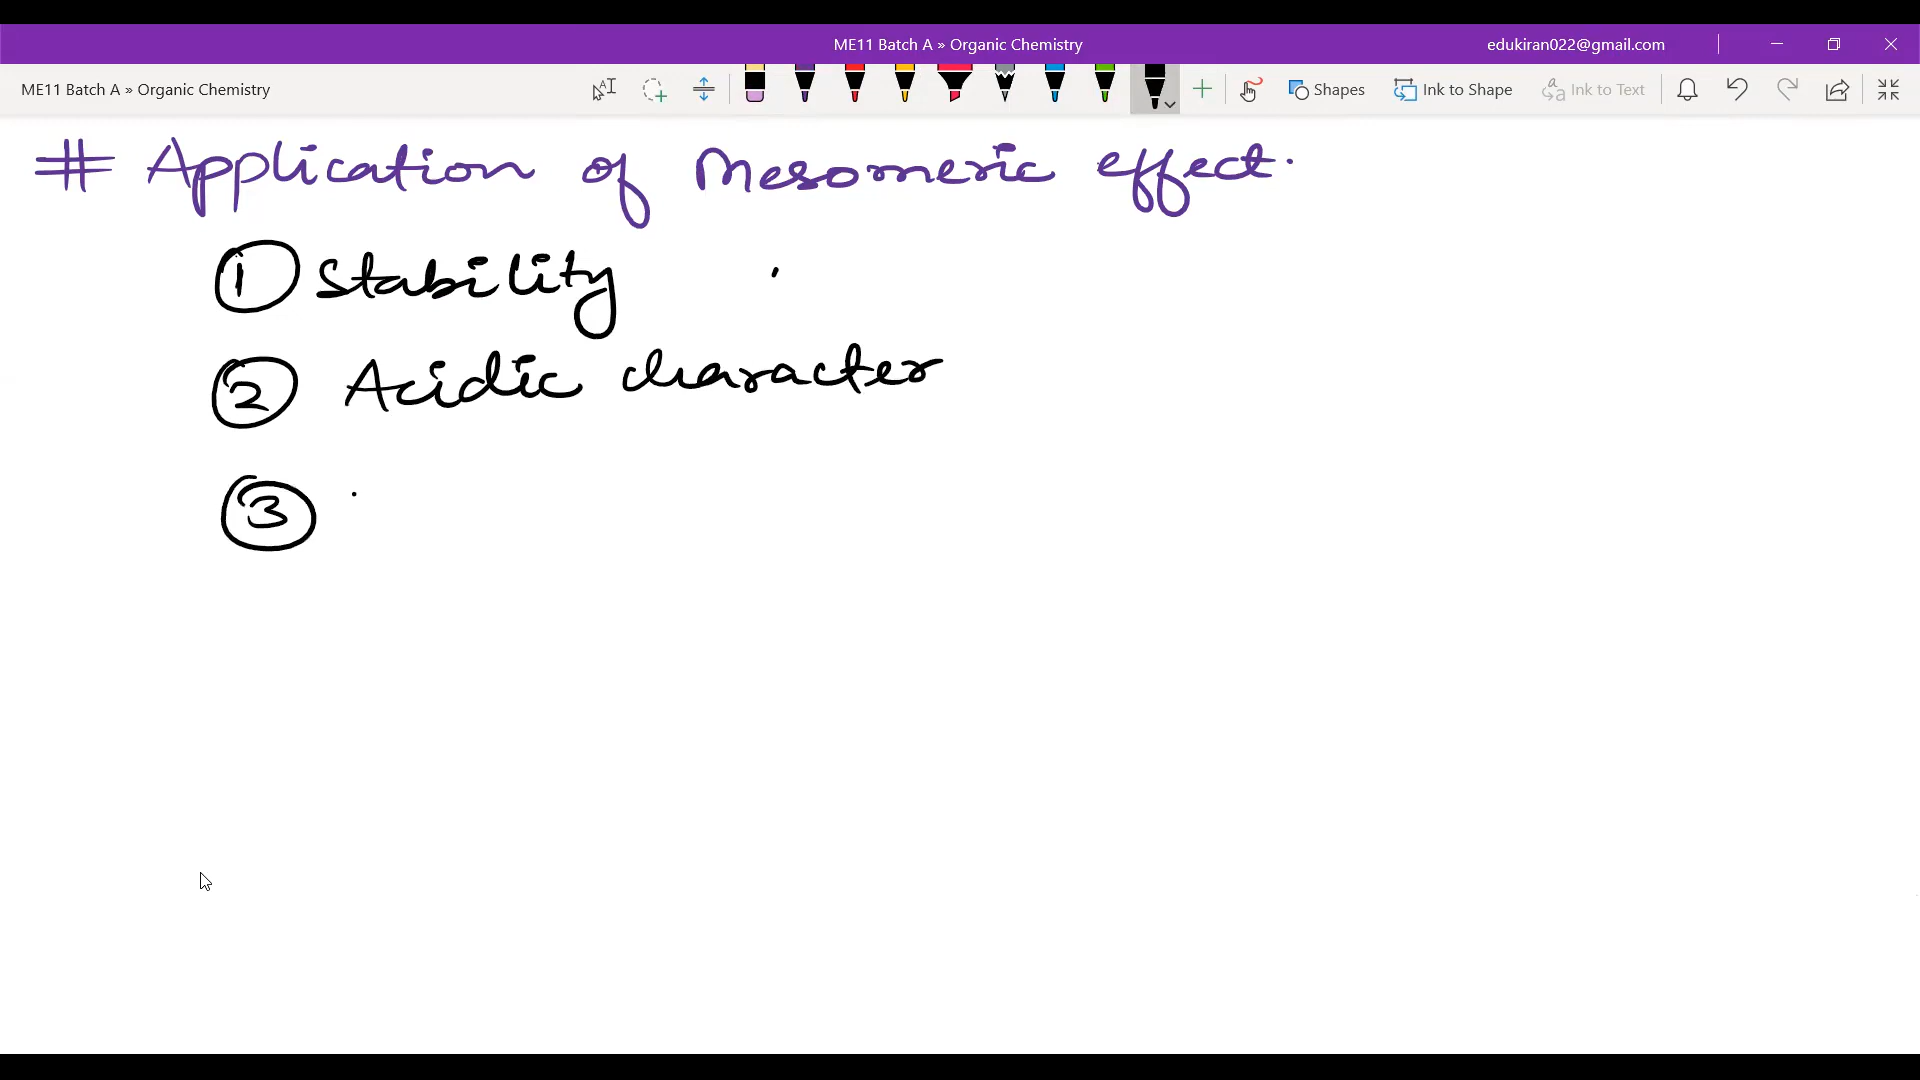 ME11 Batch A » Organic Chemistry
edukiran022@gmail.com
ME11 Batch A » Organic Chemistry
Shapes
Ink to Shape
Ink to Text
# Application of Mesomeric effect.
① Stability
② Acidic character
③